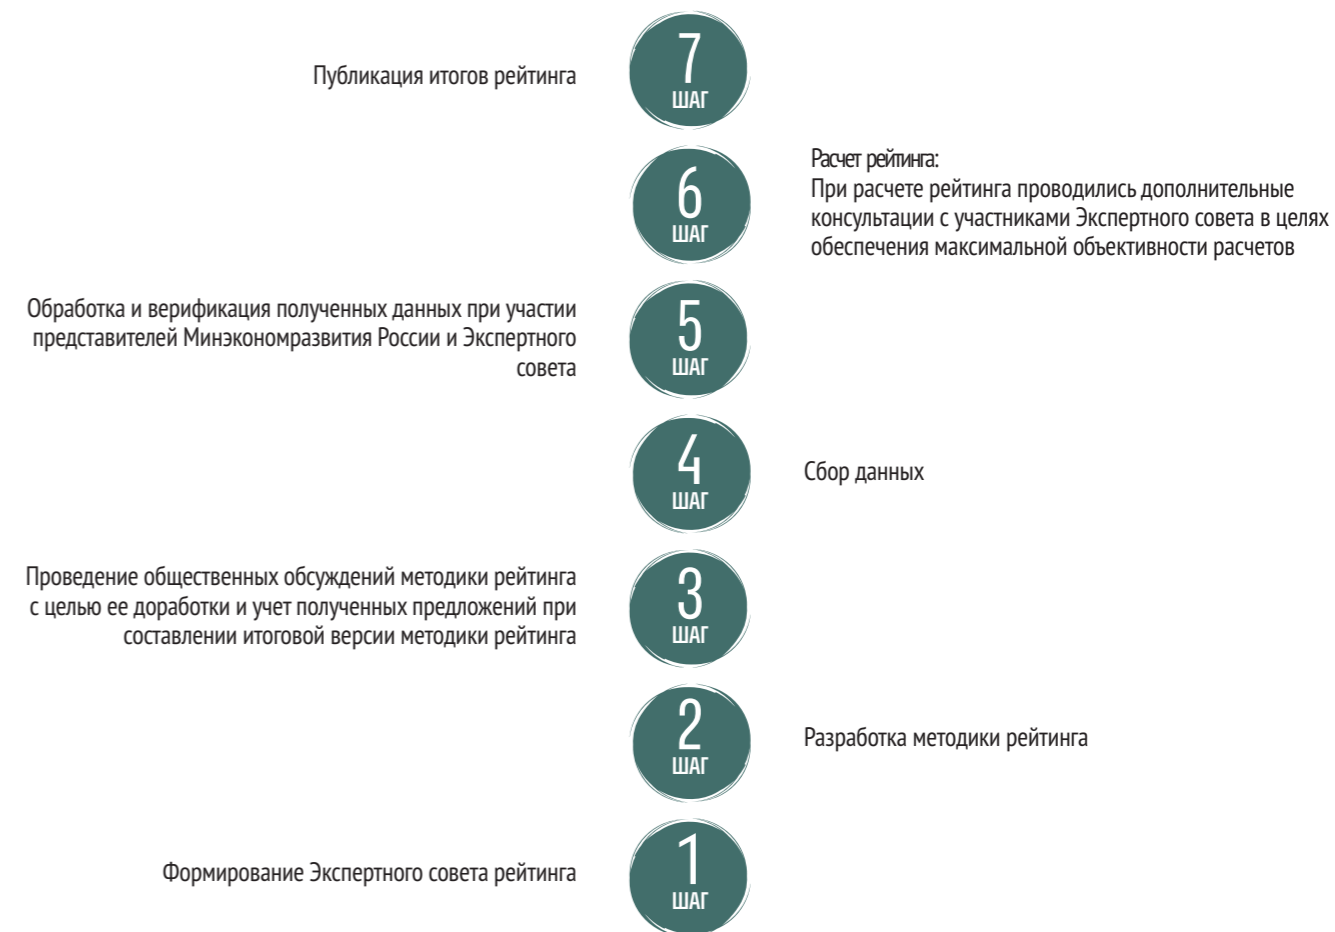 Публикация итогов рейтинга
7
ШАГ
6
ШАГ
Расчет рейтинга:
При расчете рейтинга проводились дополнительные
консультации с участниками Экспертного совета в целях
обеспечения максимальной объективности расчетов
Обработка и верификация полученных данных при участии
представителей Минэкономразвития России и Экспертного
совета
5
ШАГ
4
ШАГ
Сбор данных
Проведение общественных обсуждений методики рейтинга
с целью ее доработки и учет полученных предложений при
составлении итоговой версии методики рейтинга
3
ШАГ
2
ШАГ
Разработка методики рейтинга
Формирование Экспертного совета рейтинга
1
ШАГ